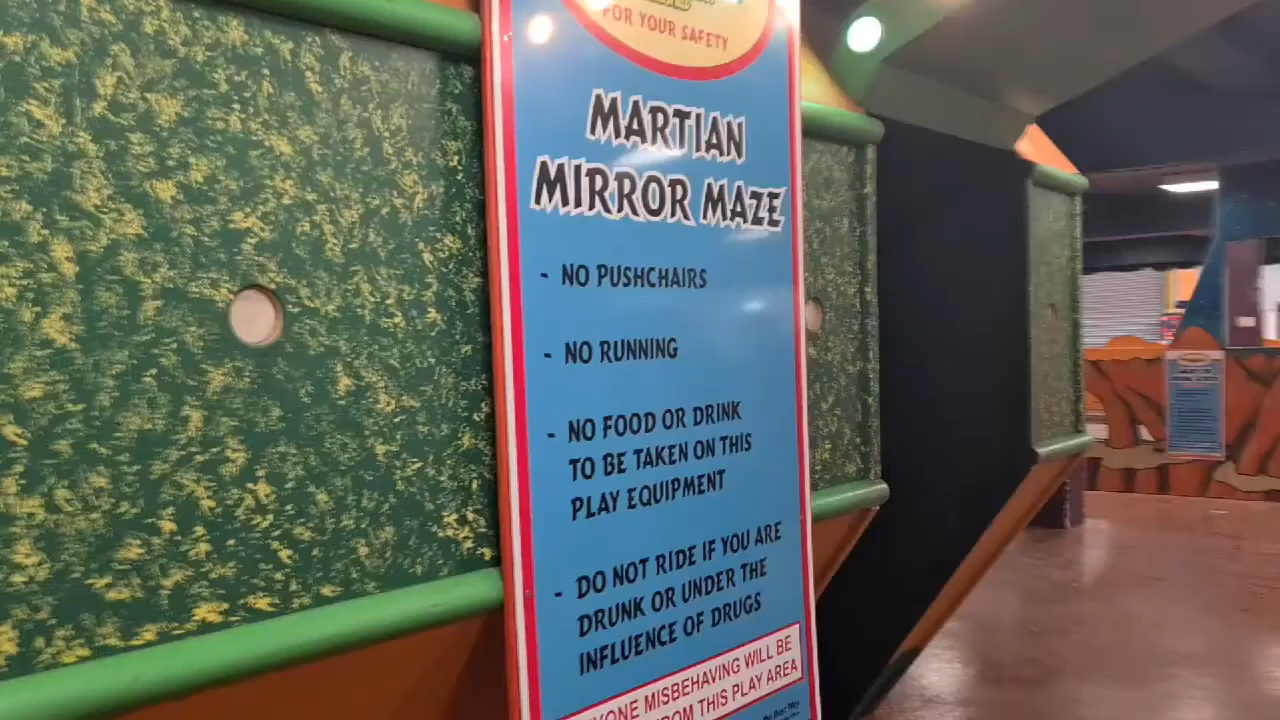 FOR YOUR SAFETY
MARTIAN
MIRROR MAZE
- NO PUSHCHAIRS
- NO RUNNING
- NO FOOD OR DRINK
TO BE TAKEN ON THIS
PLAY EQUIPMENT
- DO NOT RIDE IF YOU ARE
DRUNK OR UNDER THE
INFLUENCE OF DRUGS
MISBEHAVING WILL BE
THIS PLAY AREA